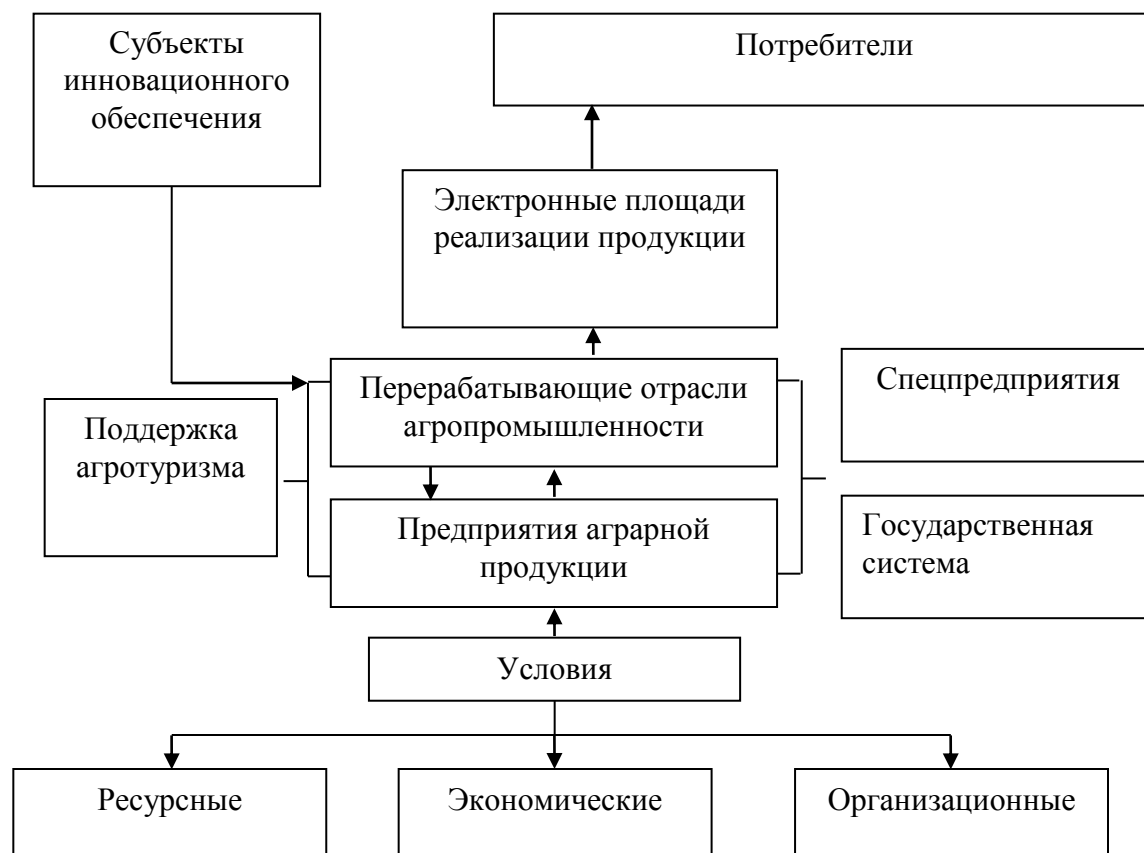 Субъекты
инновационного
обеспечения
Потребители
Электронные площади
реализации продукции
Перерабатывающие отрасли
агропромышленности
Спецпредприятия
Поддержка
агротуризма
Предприятия аграрной
продукции
Государственная
система
Условия
Ресурсные
Экономические
Организационные